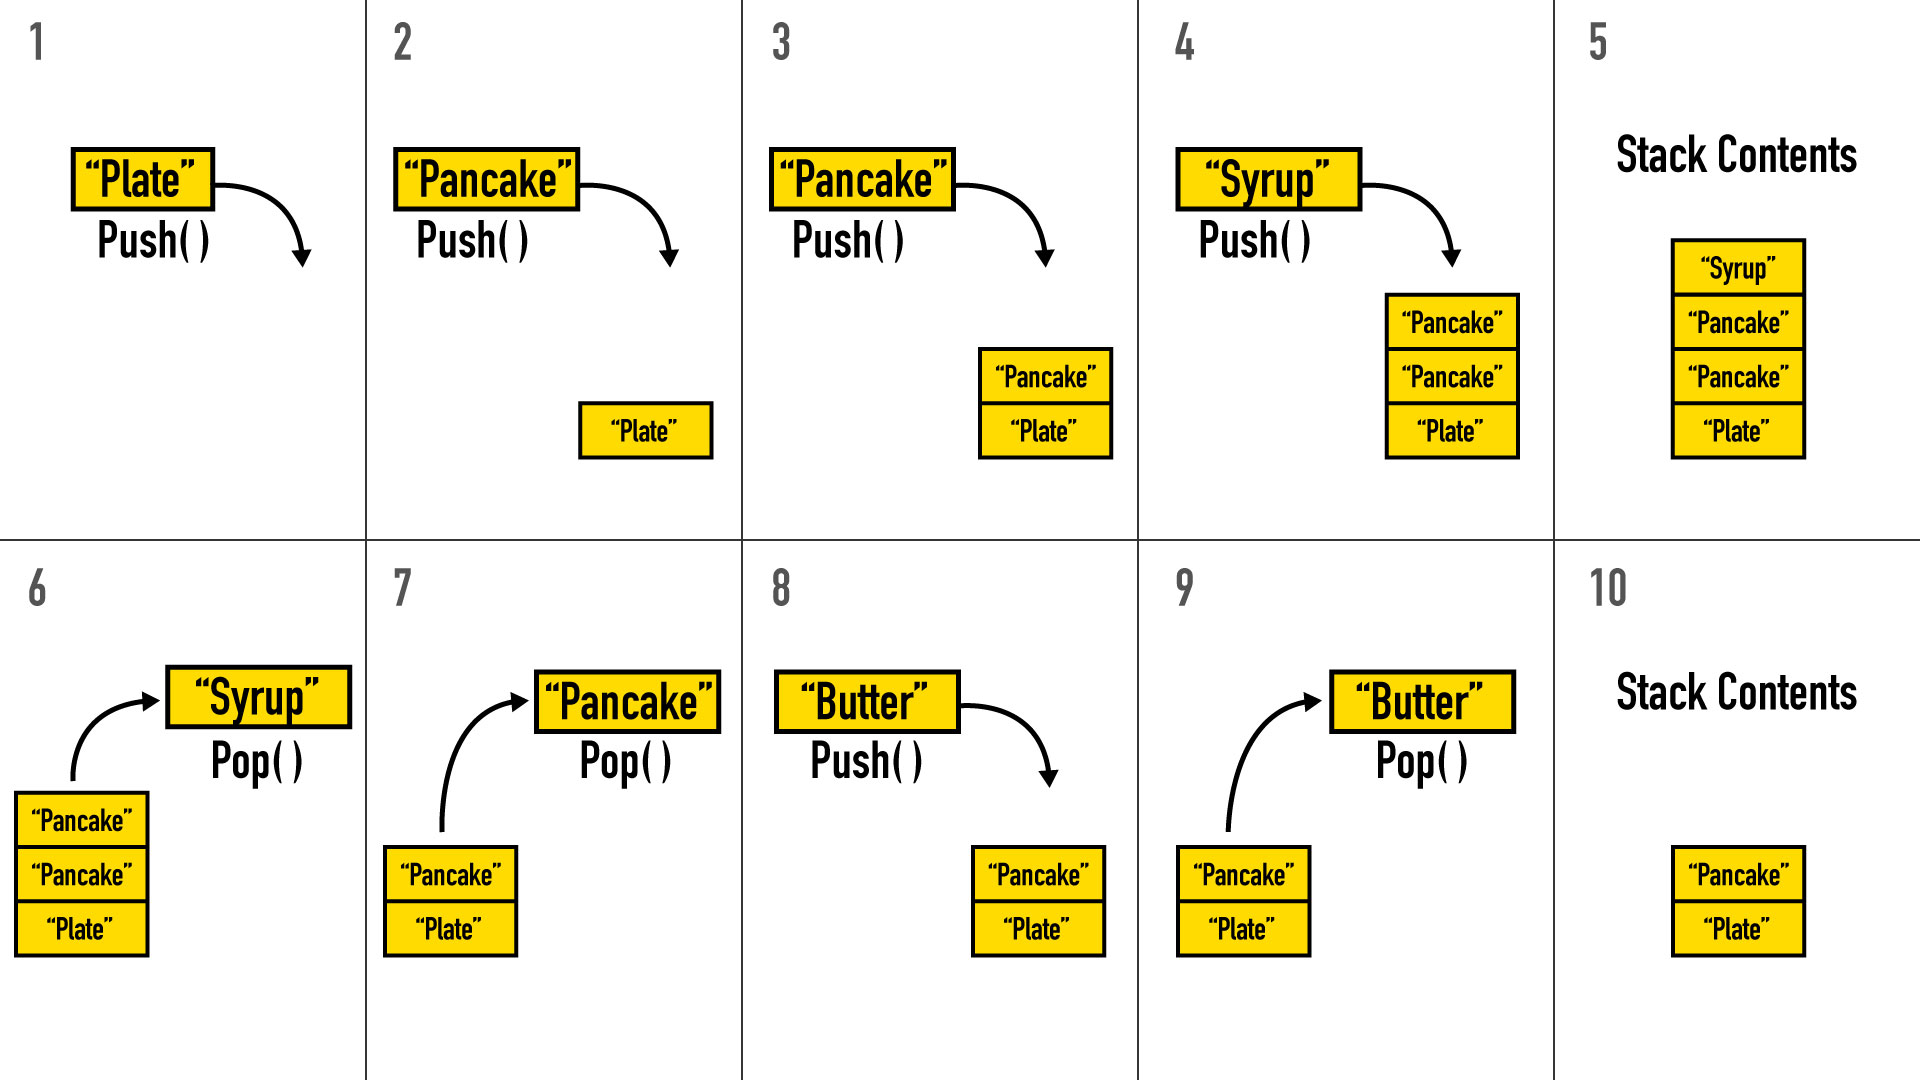 1
“Plate”
Push( )
2
“Pancake”
Push( )
“Plate”
3
“Pancake”
Push( )
“Pancake”
“Plate”
4
“Syrup”
Push( )
“Pancake”
“Pancake”
“Plate”
5
Stack Contents
“Syrup”
“Pancake”
“Pancake”
“Plate”
6
“Syrup”
Pop( )
“Pancake”
“Pancake”
“Plate”
7
“Pancake”
Pop( )
“Pancake”
“Plate”
8
“Butter”
Push( )
“Pancake”
“Plate”
9
“Butter”
Pop( )
“Pancake”
“Plate”
10
Stack Contents
“Pancake”
“Plate”